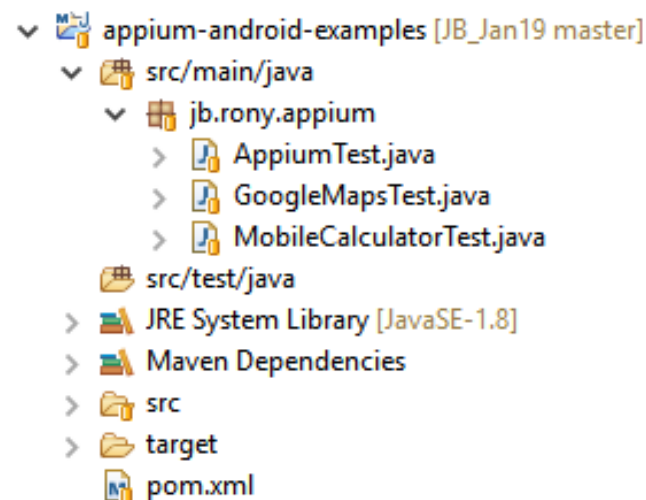 appium-android-examples [JB_Jan19 master]
src/main/java
jb.rony.appium
AppiumTest.java
GoogleMapsTest.java
MobileCalculatorTest.java
src/test/java
JRE System Library [JavaSE-1.8]
Maven Dependencies
src
target
pom.xml